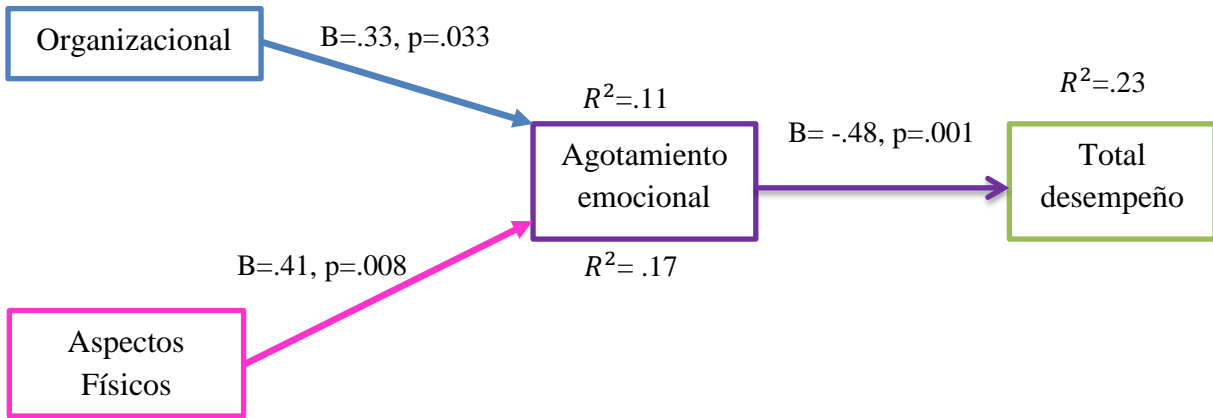 Organizacional
B=.33, p=.033
R²=.11
R²=.23
Agotamiento
emocional
B= -.48, p=.001
Total
desempeño
B=.41, p=.008
R²= .17
Aspectos
Físicos